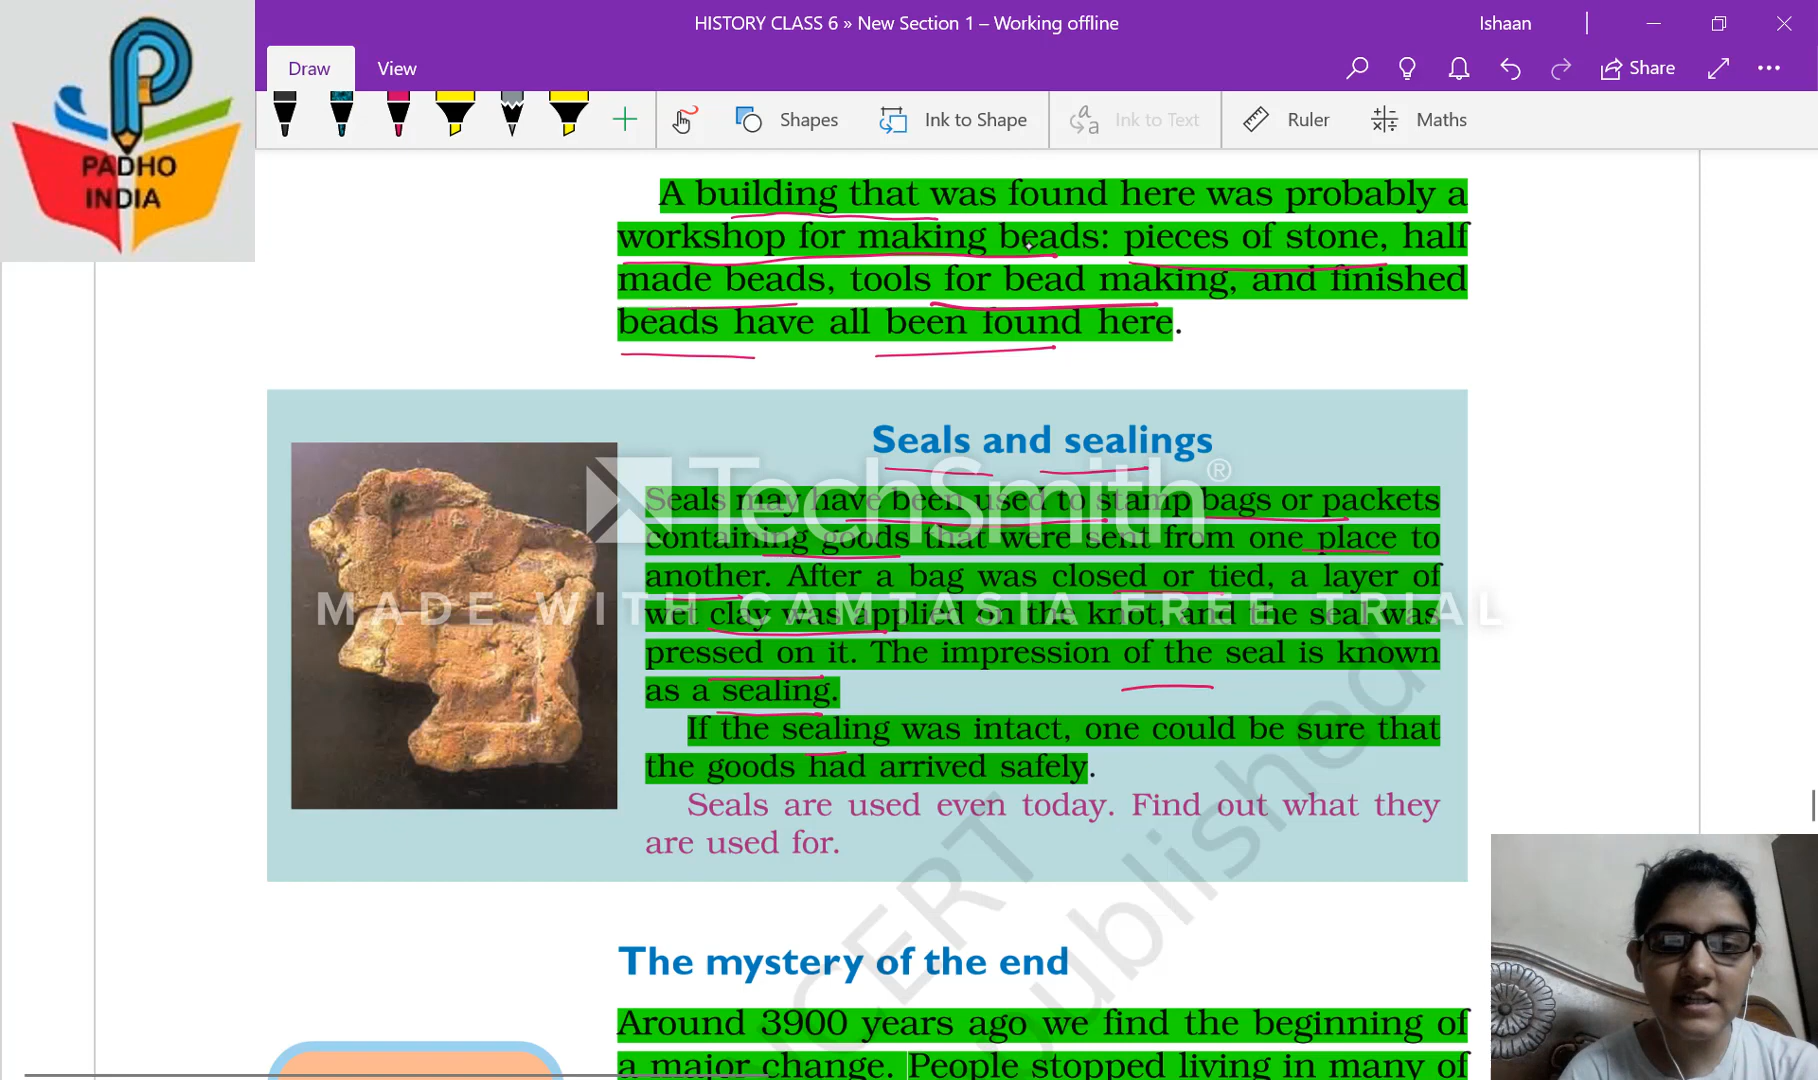 PADHO
INDIA
HISTORY CLASS 6 » New Section 1 – Working offline
Ishaan
Draw
View
Share
Shapes
Ink to Shape
Ink to Text
Ruler
Maths
A building that was found here was probably a
workshop for making beads: pieces of stone, half
made beads, tools for bead making, and finished
beads have all been found here.
Seals and sealings
TechSmith®
MADE WITH CAMTASIA FREE TRIAL
Seals may have been used to stamp bags or packets
containing goods that were sent from one place to
another. After a bag was closed or tied, a layer of
wet clay was applied on the knot, and the seal was
pressed on it. The impression of the seal is known
as a sealing.
If the sealing was intact, one could be sure that
the goods had arrived safely.
Seals are used even today. Find out what they
are used for.
The mystery of the end
Around 3900 years ago we find the beginning of
a major change. People stopped living in many of
published